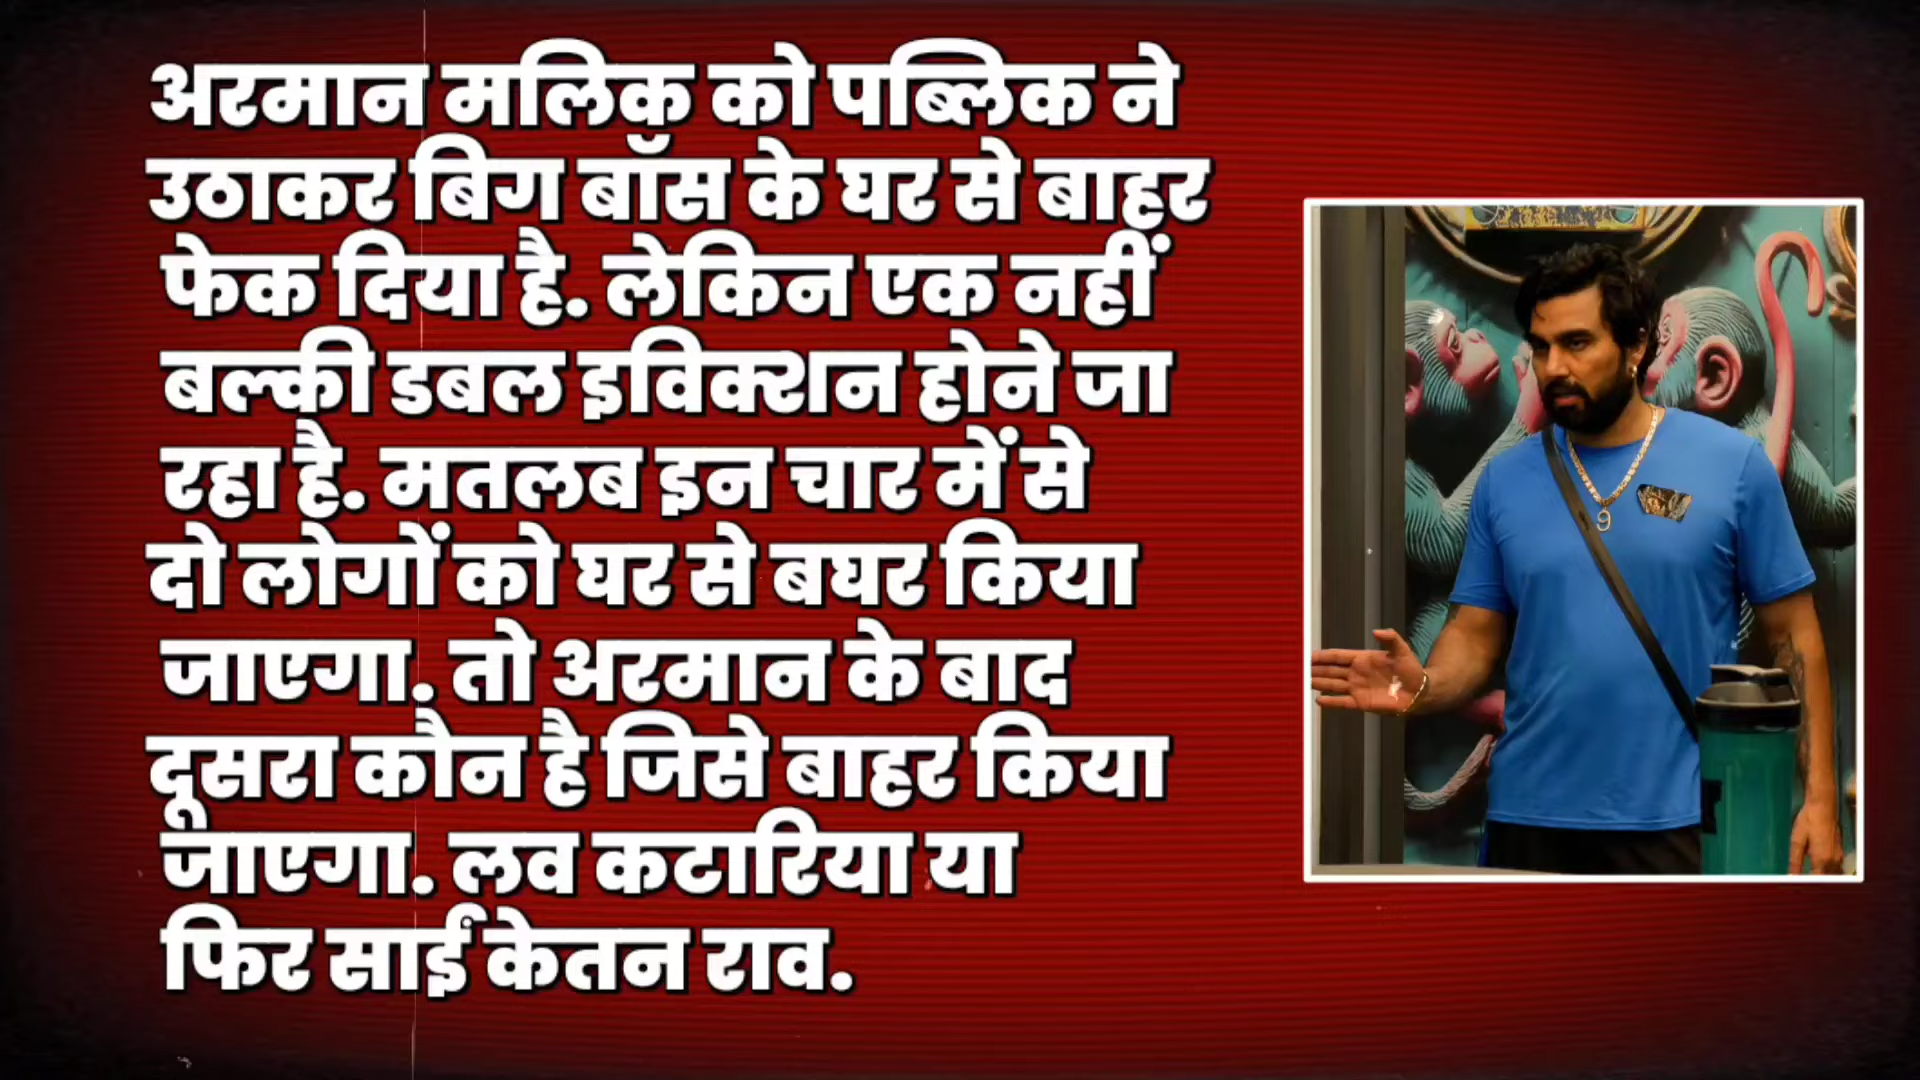 अरमान मलिक को पब्लिक ने
उठाकर बिग बॉस के घर से बाहर
फेक दिया है. लेकिन एक नहीं
बल्की डबल इविक्शन होने जा
रहा है. मतलब इन चार में से
दो लोगों को घर से बघर किया
जाएगा. तो अरमान के बाद
दूसरा कौन है जिसे बाहर किया
जाएगा. लव कटारिया या
फिर साईं केतन राव.
9